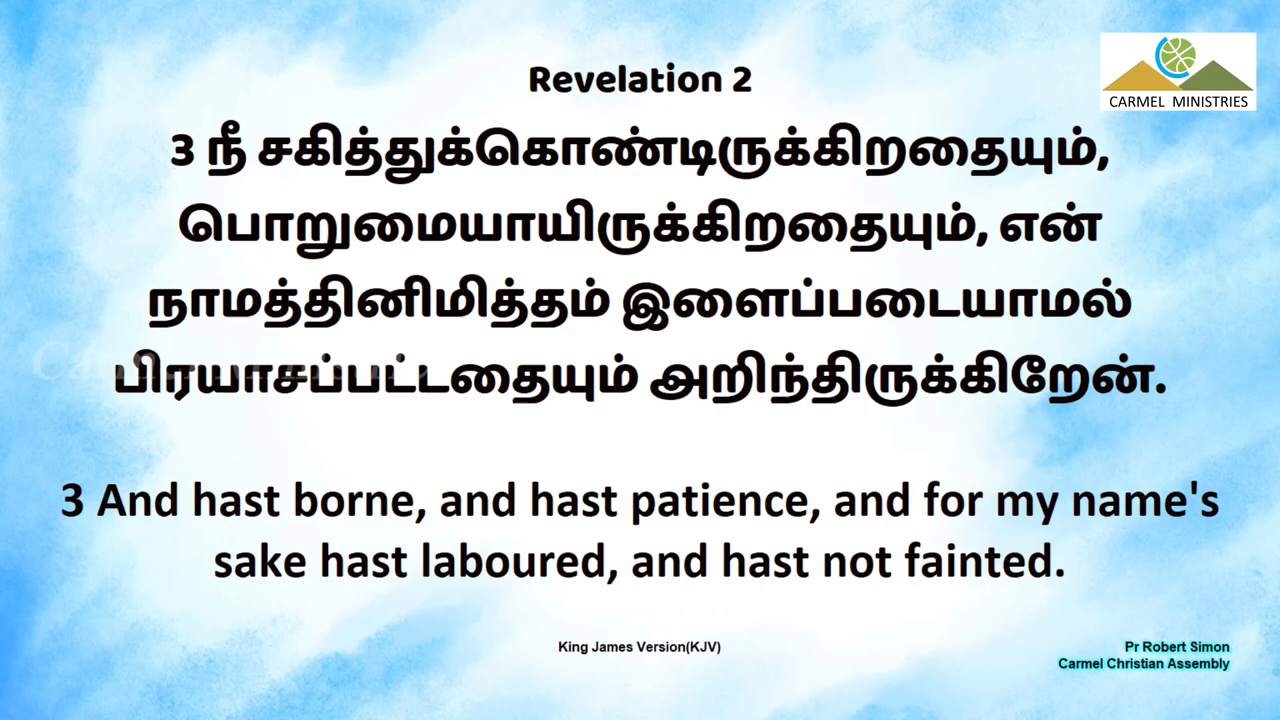 CARMEL MINISTRIES
Revelation 2
3 நீ சகித்துக்கொண்டிருக்கிறதையும்,
பொறுமையாயிருக்கிறதையும், என்
நாமத்தினிமித்தம் இளைப்படையாமல்
பிரயாசப்பட்டதையும் அறிந்திருக்கிறேன்.
3 And hast borne, and hast patience, and for my name's
sake hast laboured, and hast not fainted.
King James Version(KJV)
Pr Robert Simon
Carmel Christian Assembly